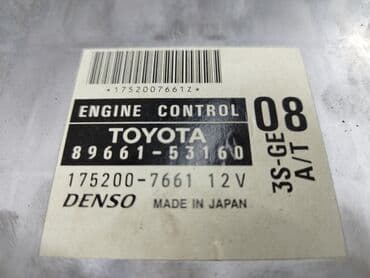 *1752007661Z*
ENGINE CONTROL
TOYOTA
89661-53160
175200-7661 12V
DENSO MADE IN JAPAN
08
3S-GE
A/T